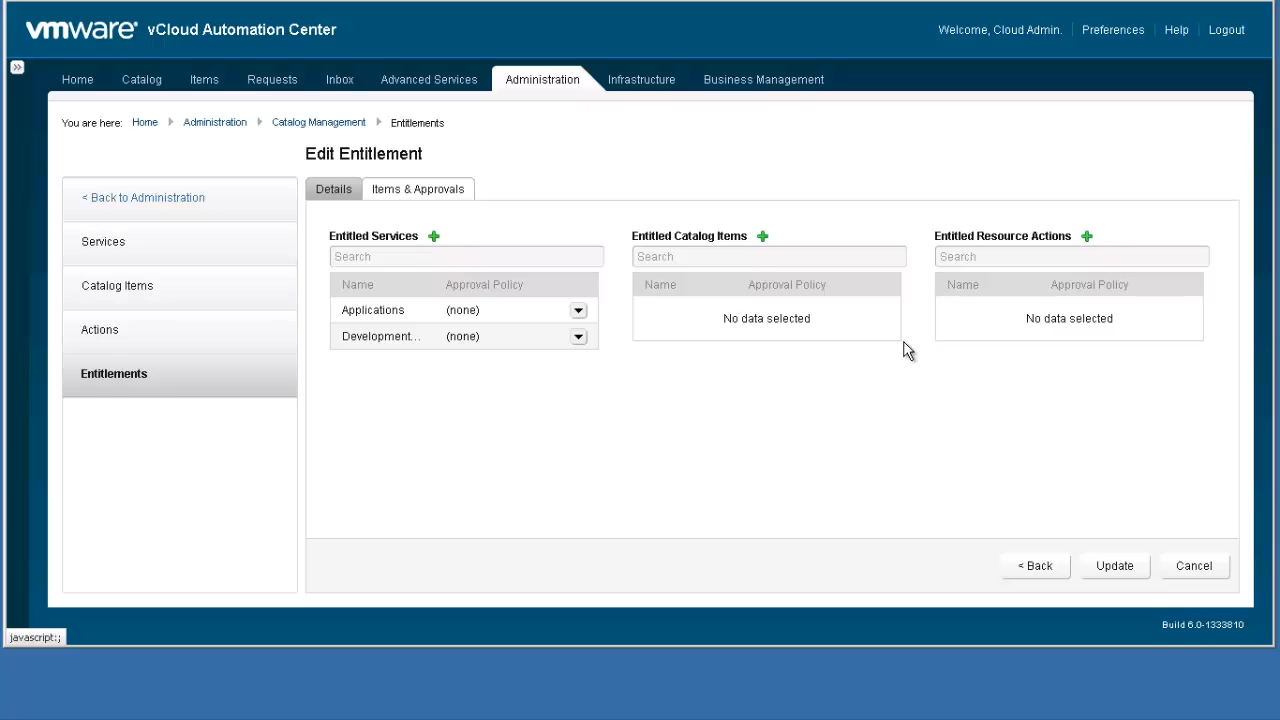 vmware® vCloud Automation Center
Welcome, Cloud Admin. Preferences Help Logout
Home Catalog Items Requests Inbox Advanced Services Administration Infrastructure Business Management
You are here: Home Administration Catalog Management Entitlements
Edit Entitlement
< Back to Administration
Services
Catalog Items
Actions
Entitlements
Details Items & Approvals
Entitled Services
Search
Name Approval Policy
Applications (none)
Development... (none)
Entitled Catalog Items
Search
Name Approval Policy
No data selected
Entitled Resource Actions
Search
Name Approval Policy
No data selected
< Back Update Cancel
Build 6.0-1333810
javascript:;